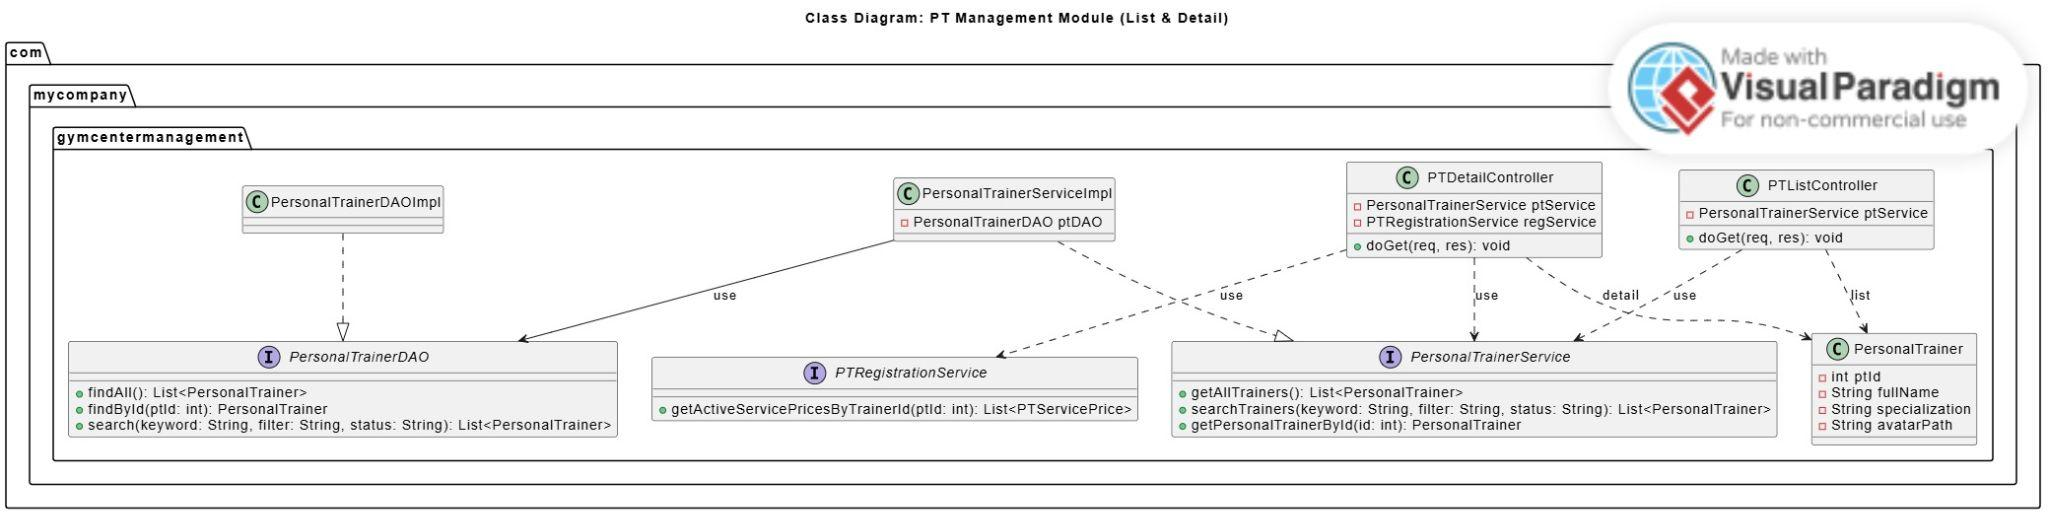 Class Diagram: PT Management Module (List & Detail)
Made with
Visual Paradigm
For non-commercial use
com
mycompany
gymcentermanagement
C PersonalTrainerDAOImpl
C PersonalTrainerServiceImpl
PersonalTrainerDAO ptDAO
C PTDetailController
PersonalTrainerService ptService
PTRegistrationService regService
doGet(req, res): void
C PTListController
PersonalTrainerService ptService
doGet(req, res): void
use
use
use
detail
use
list
I PersonalTrainerDAO
findAll(): List<PersonalTrainer>
findById(ptId: int): PersonalTrainer
search(keyword: String, filter: String, status: String): List<PersonalTrainer>
I PTRegistrationService
getActiveServicePricesByTrainerId(ptId: int): List<PTServicePrice>
I PersonalTrainerService
getAllTrainers(): List<PersonalTrainer>
searchTrainers(keyword: String, filter: String, status: String): List<PersonalTrainer>
getPersonalTrainerById(id: int): PersonalTrainer
C PersonalTrainer
int ptId
String fullName
String specialization
String avatarPath